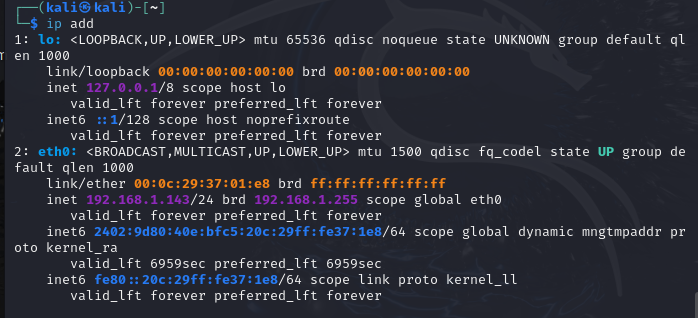 ┌──(kali㉿kali)-[~]
└─$ ip add
1: lo: <LOOPBACK,UP,LOWER_UP> mtu 65536 qdisc noqueue state UNKNOWN group default ql
en 1000
    link/loopback 00:00:00:00:00:00 brd 00:00:00:00:00:00
    inet 127.0.0.1/8 scope host lo
       valid_lft forever preferred_lft forever
    inet6 ::1/128 scope host noprefixroute
       valid_lft forever preferred_lft forever
2: eth0: <BROADCAST,MULTICAST,UP,LOWER_UP> mtu 1500 qdisc fq_codel state UP group de
fault qlen 1000
    link/ether 00:0c:29:37:01:e8 brd ff:ff:ff:ff:ff:ff
    inet 192.168.1.143/24 brd 192.168.1.255 scope global eth0
       valid_lft forever preferred_lft forever
    inet6 2402:9d80:40e:bfc5:20c:29ff:fe37:1e8/64 scope global dynamic mngtmpaddr pr
oto kernel_ra
       valid_lft 6959sec preferred_lft 6959sec
    inet6 fe80::20c:29ff:fe37:1e8/64 scope link proto kernel_ll
       valid_lft forever preferred_lft forever